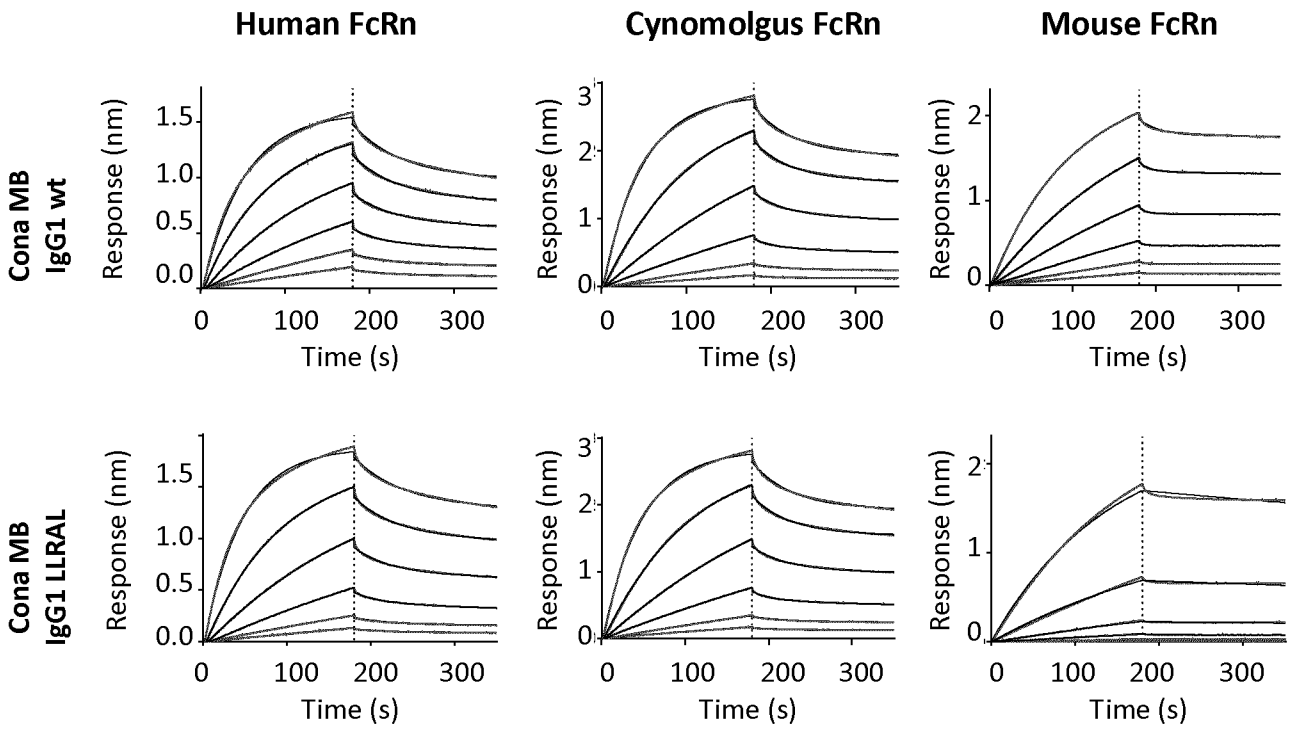 Human FcRn
Cynomolgus FcRn
Mouse FcRn
Cona MB
IgG1 wt
Response (nm)
1.5
1.0
0.5
0.0
0 100 200 300
Time (s)
Response (nm)
3
2
1
0
0 100 200 300
Time (s)
Response (nm)
2
1
0
0 100 200 300
Time (s)
Cona MB
IgG1 LLRAL
Response (nm)
1.5
1.0
0.5
0.0
0 100 200 300
Time (s)
Response (nm)
3
2
1
0
0 100 200 300
Time (s)
Response (nm)
2
1
0
0 100 200 300
Time (s)